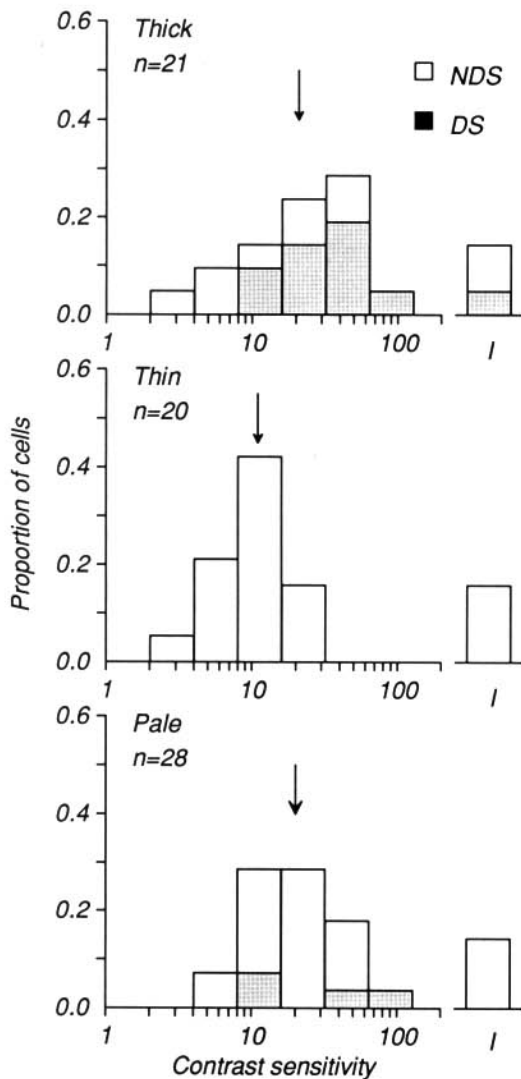 Proportion of cells
Thick
n=21
NDS
DS
0.6
0.4
0.2
0.0
1
10
100
I
Thin
n=20
0.6
0.4
0.2
0.0
1
10
100
I
Pale
n=28
0.6
0.4
0.2
0.0
1
10
100
I
Contrast sensitivity